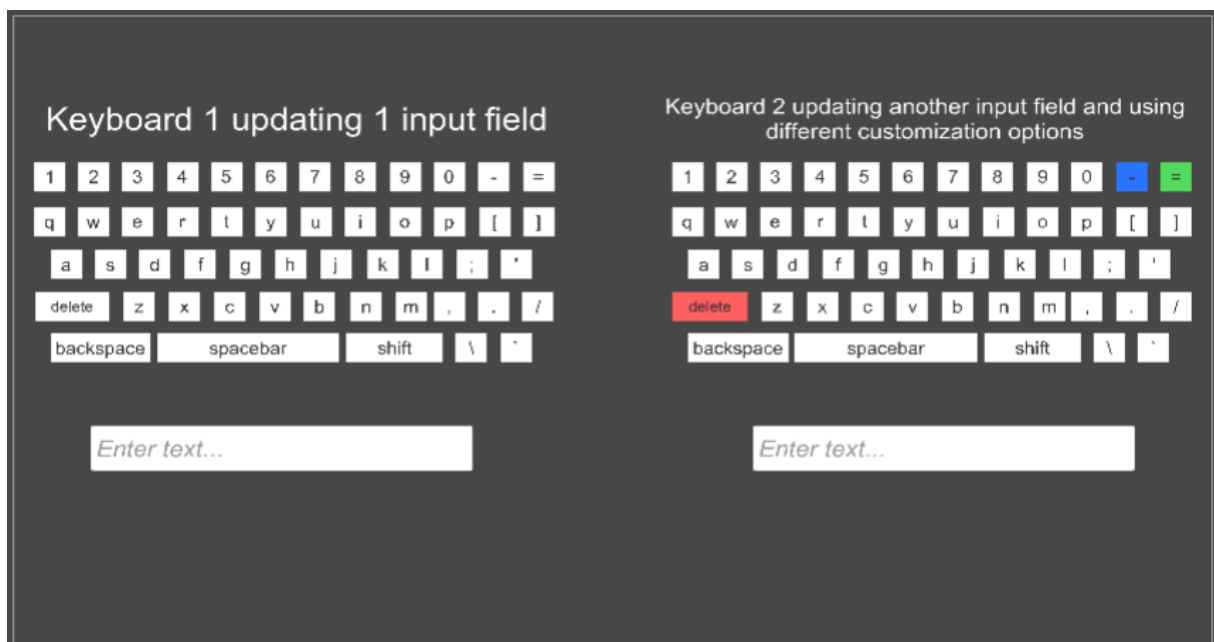 Keyboard 1 updating 1 input field
1 2 3 4 5 6 7 8 9 0 - =
q w e r t y u i o p [ ]
a s d f g h j k l ; '
delete z x c v b n m , . /
backspace spacebar shift \ `
Enter text...
Keyboard 2 updating another input field and using
different customization options
1 2 3 4 5 6 7 8 9 0 - =
q w e r t y u i o p [ ]
a s d f g h j k l ; '
delete z x c v b n m , . /
backspace spacebar shift \ `
Enter text...